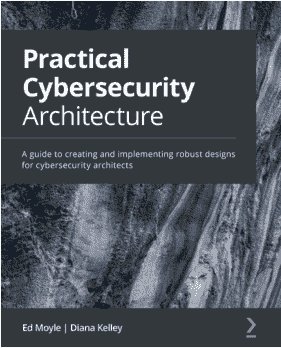 Practical
Cybersecurity
Architecture
A guide to creating and implementing robust designs
for cybersecurity architects
Ed Moyle | Diana Kelley